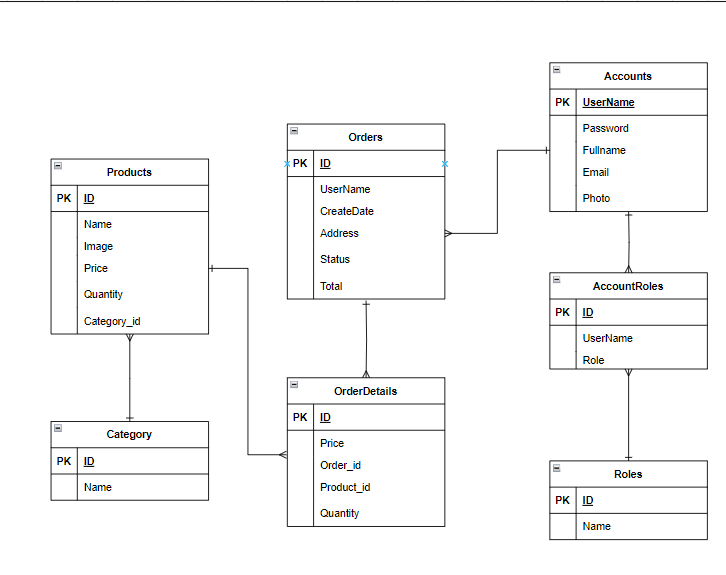 Accounts
PK UserName
Password
Fullname
Email
Photo
Orders
PK ID
UserName
CreateDate
Address
Status
Total
Products
PK ID
Name
Image
Price
Quantity
Category_id
AccountRoles
PK ID
UserName
Role
OrderDetails
PK ID
Price
Order_id
Product_id
Quantity
Category
PK ID
Name
Roles
PK ID
Name